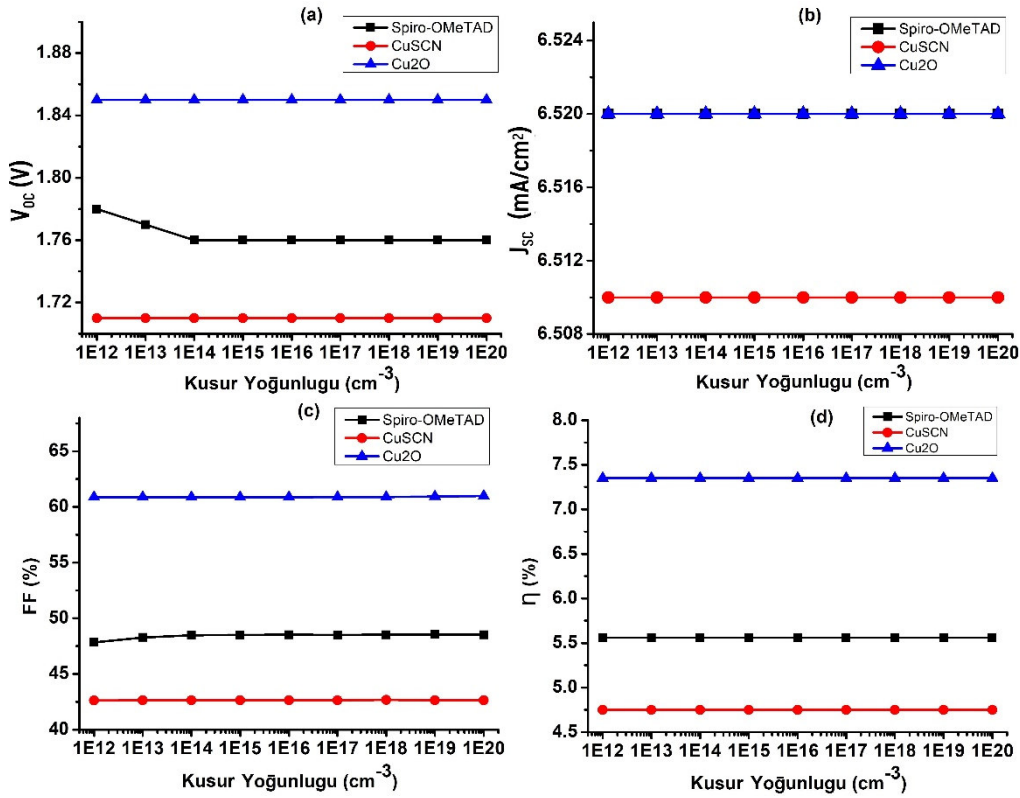 (a)
Spiro-OMeTAD
CuSCN
Cu2O
1.88
1.84
1.80
1.76
1.72
V_OC (V)
1E12 1E13 1E14 1E15 1E16 1E17 1E18 1E19 1E20
Kusur Yoğunlugu (cm⁻³)
(b)
Spiro-OMeTAD
CuSCN
Cu2O
6.524
6.520
6.516
6.512
6.508
J_SC (mA/cm²)
1E12 1E13 1E14 1E15 1E16 1E17 1E18 1E19 1E20
Kusur Yoğunlugu (cm⁻³)
(c)
Spiro-OMeTAD
CuSCN
Cu2O
65
60
55
50
45
40
FF (%)
1E12 1E13 1E14 1E15 1E16 1E17 1E18 1E19 1E20
Kusur Yoğunlugu (cm⁻³)
(d)
Spiro-OMeTAD
CuSCN
Cu2O
8.0
7.5
7.0
6.5
6.0
5.5
5.0
4.5
η (%)
1E12 1E13 1E14 1E15 1E16 1E17 1E18 1E19 1E20
Kusur Yoğunlugu (cm⁻³)